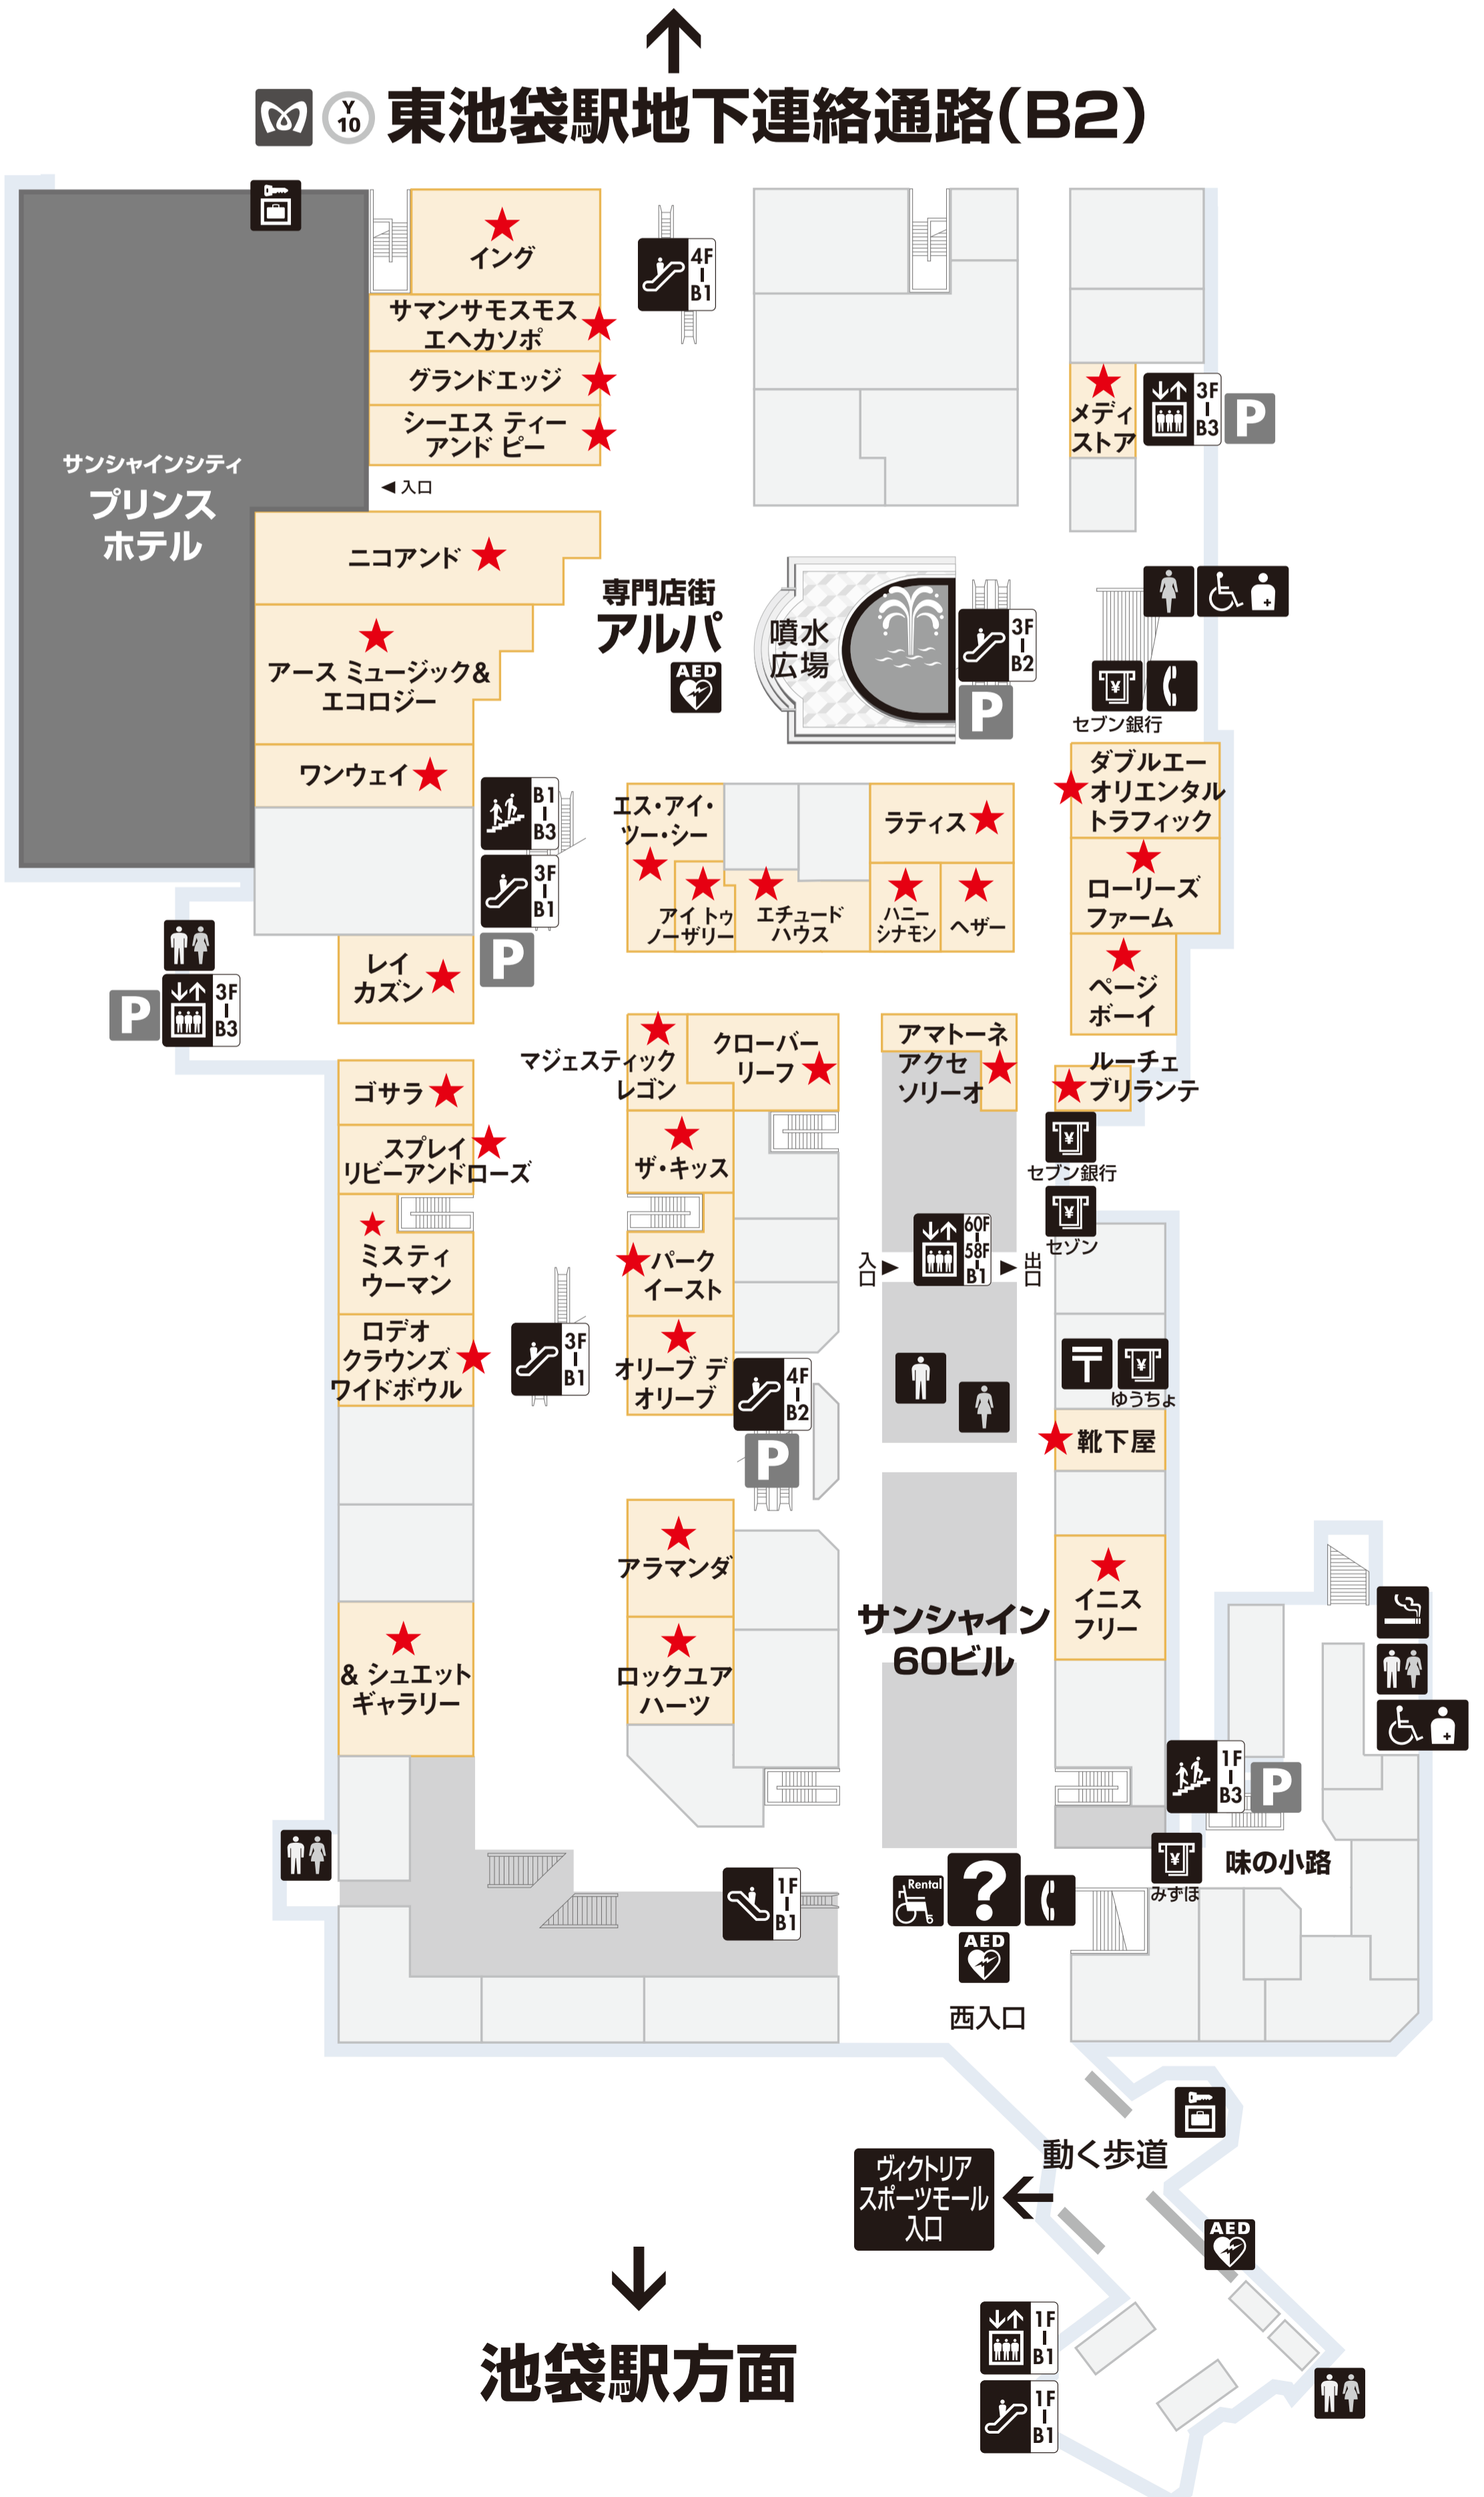 Y
10
東池袋駅地下連絡通路(B2)
イング
サマンサモスモス
エヘカソポ
グランドエッジ
シーエス ティー
アンド ピー
4F
B1
メディ
ストア
3F
B3
P
サンシャインシティ
プリンス
ホテル
入口
ニコアンド
アース ミュージック&
エコロジー
ワンウェイ
専門店街
アルパ
AED
噴水
広場
3F
B2
P
¥
セブン銀行
ダブルエー
オリエンタル
トラフィック
ローリーズ
ファーム
ページ
ボーイ
B1
B3
3F
B1
P
エス・アイ・
ツー・シー
アイ トゥ
ノーザリー
エチュード
ハウス
ラティス
ハニー
シナモン
ヘザー
レイ
カズン
P
3F
B3
マジェスティック
レゴン
クローバー
リーフ
アマトーネ
アクセ
ソリーオ
ルーチェ
ブリランテ
ゴサラ
スプレイ
リビーアンドローズ
ザ・キッス
¥
セブン銀行
¥
セゾン
ミスティ
ウーマン
パーク
イースト
入口
60F
58F
B1
出口
ロデオ
クラウンズ
ワイドボウル
3F
B1
オリーブ デ
オリーブ
4F
B2
P
〒
¥
ゆうちょ
靴下屋
アラマンダ
イニス
フリー
サンシャイン
60ビル
& シュエット
ギャラリー
ロックユア
ハーツ
1F
B3
P
¥
みずほ
味の小路
1F
B1
Rental
?
AED
西入口
動く歩道
ヴィクトリア
スポーツモール
入口
AED
1F
B1
1F
B1
池袋駅方面